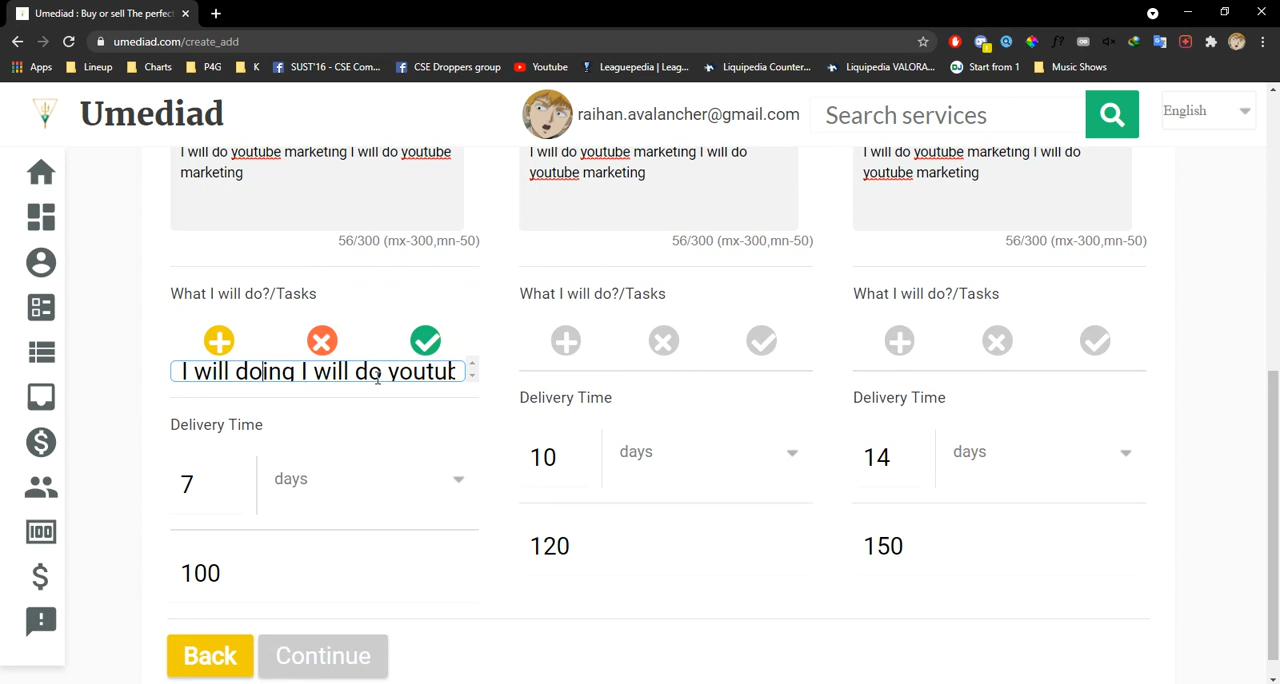 Umediad : Buy or sell The perfect
umediad.com/create_add
Apps Lineup Charts P4G K SUST'16 - CSE Com... CSE Droppers group Youtube Leaguepedia | Leag... Liquipedia Counter... Liquipedia VALORA... Start from 1 Music Shows
Umediad raihan.avalancher@gmail.com Search services English
I will do youtube marketing I will do youtube
marketing
56/300 (mx-300,mn-50)
I will do youtube marketing I will do
youtube marketing
56/300 (mx-300,mn-50)
I will do youtube marketing I will do
youtube marketing
56/300 (mx-300,mn-50)
What I will do?/Tasks What I will do?/Tasks What I will do?/Tasks
I will doing I will do youtub
Delivery Time
7 days
100
Delivery Time
10 days
120
Delivery Time
14 days
150
Back Continue